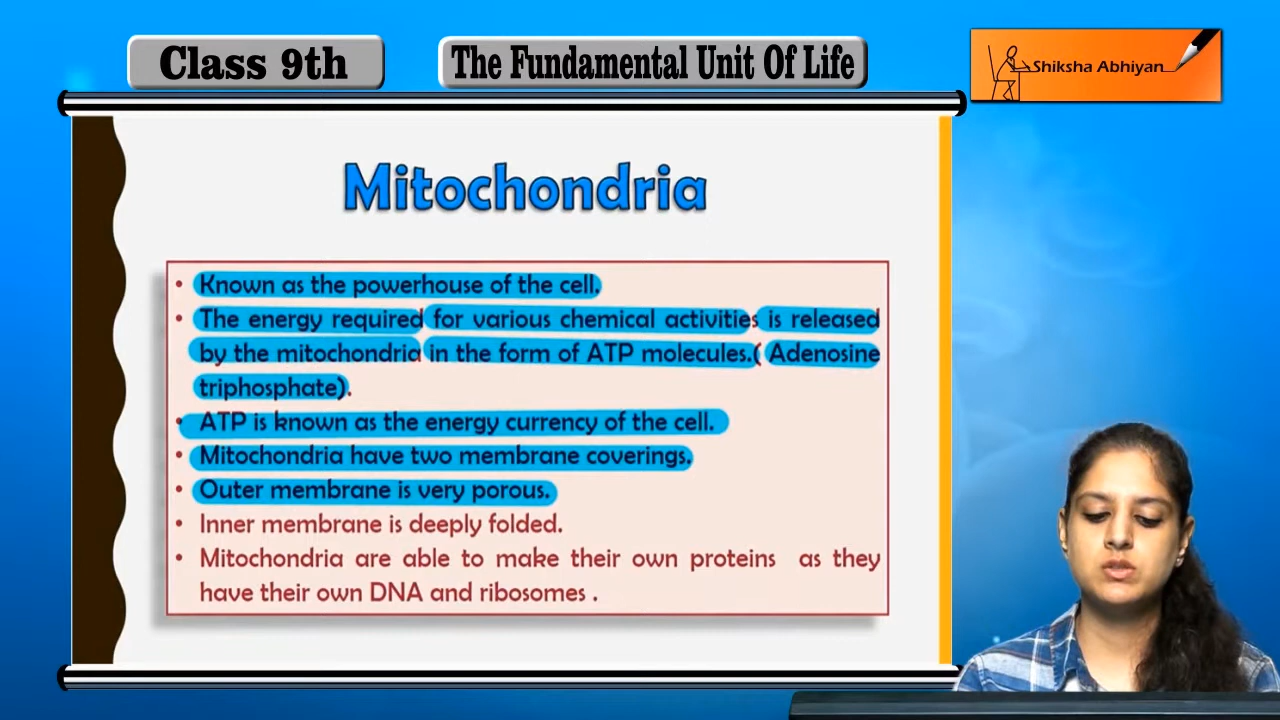 Class 9th
The Fundamental Unit Of Life
Shiksha Abhiyan
Mitochondria
• Known as the powerhouse of the cell.
• The energy required for various chemical activities is released
by the mitochondria in the form of ATP molecules.( Adenosine
triphosphate).
• ATP is known as the energy currency of the cell.
• Mitochondria have two membrane coverings.
• Outer membrane is very porous.
• Inner membrane is deeply folded.
• Mitochondria are able to make their own proteins as they
have their own DNA and ribosomes .